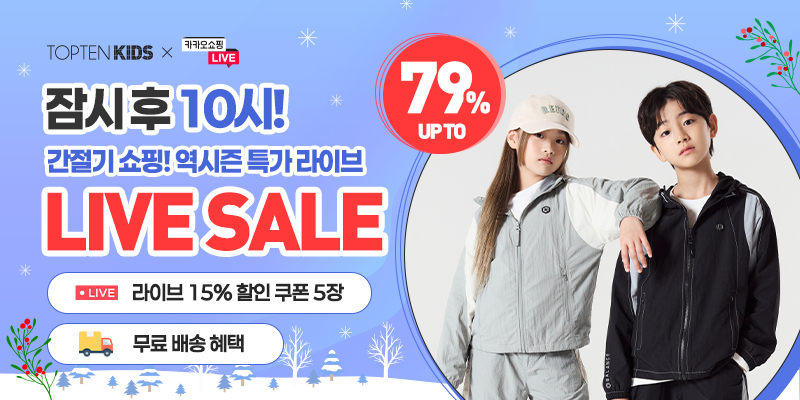 TOPTEN KIDS × 카카오쇼핑 LIVE
잠시 후 10시!
간절기 쇼핑! 역시즌 특가 라이브
LIVE SALE
LIVE 라이브 15% 할인 쿠폰 5장
무료 배송 혜택
79%
UP TO
BALANCE